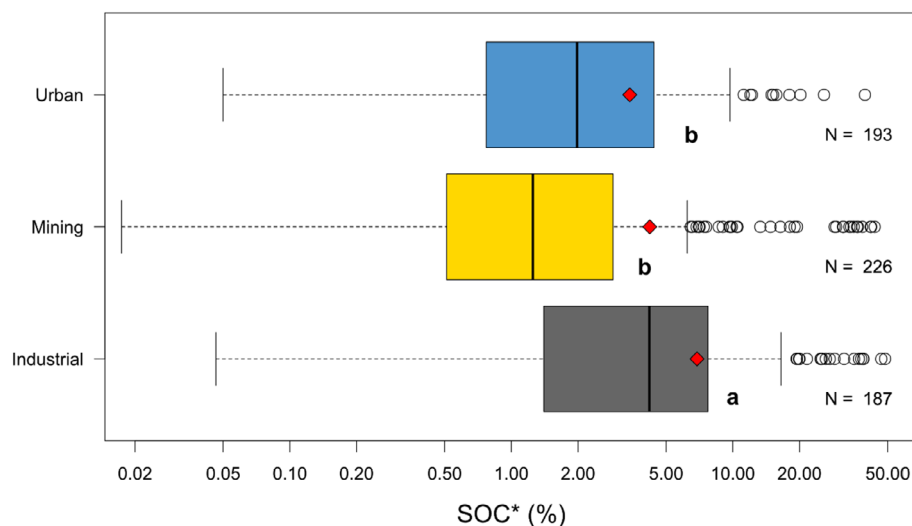 Urban
b
N = 193
Mining
b
N = 226
Industrial
a
N = 187
0.02 0.05 0.10 0.20 0.50 1.00 2.00 5.00 10.00 20.00 50.00
SOC* (%)